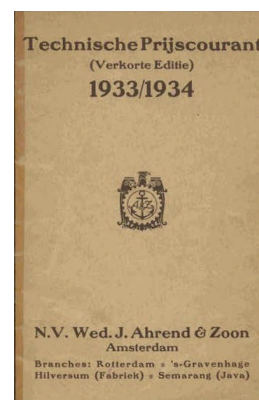 Technische Prijscourant
(Verkorte Editie)
1933/1934
N.V. Wed. J. Ahrend & Zoon
Amsterdam
Branches: Rotterdam = 's-Gravenhage
Hilversum (Fabriek) = Semarang (Java)